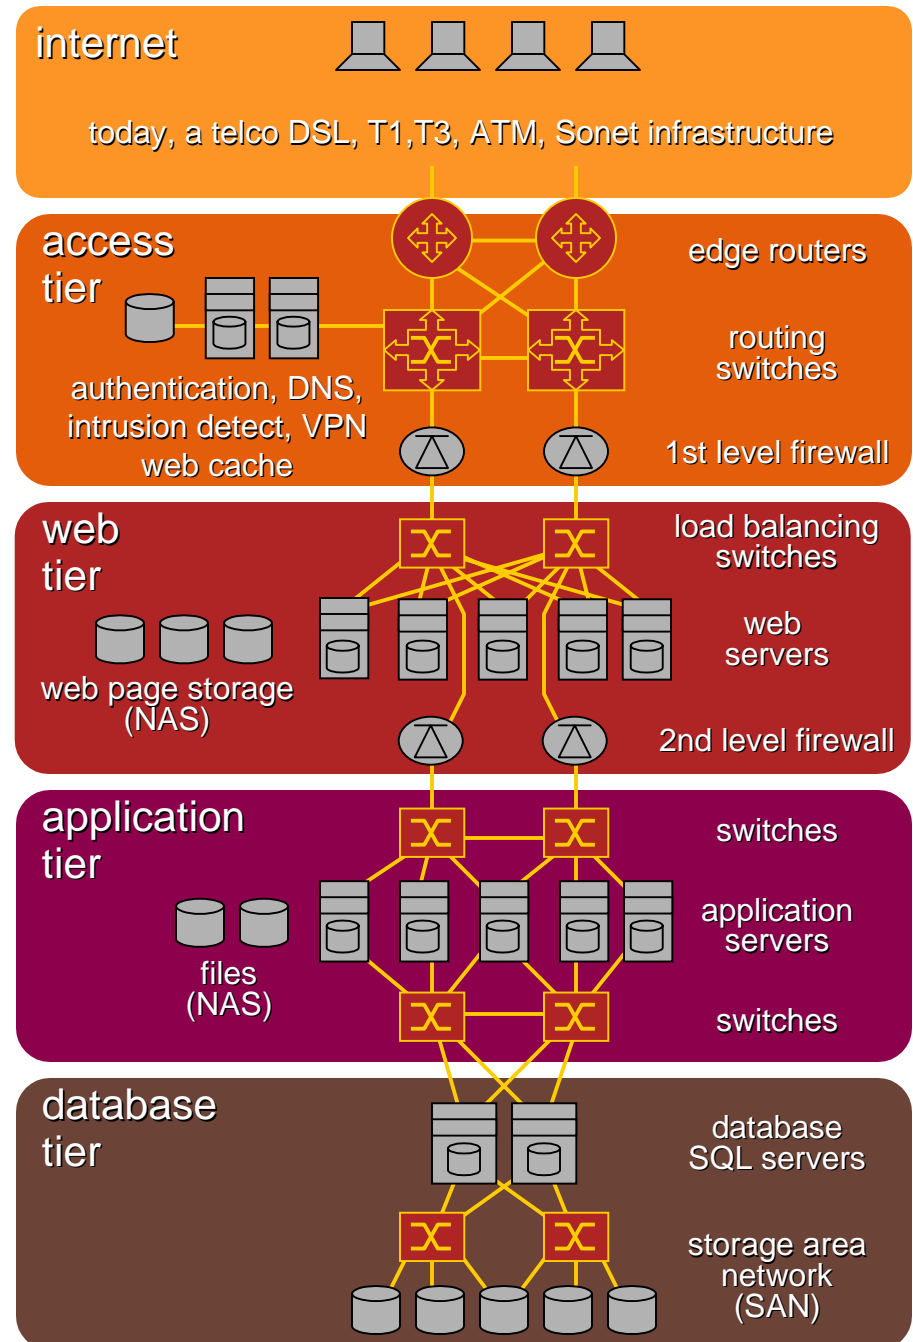 internet
today, a telco DSL, T1,T3, ATM, Sonet infrastructure
access
tier
edge routers
routing
switches
authentication, DNS,
intrusion detect, VPN
web cache
1st level firewall
web
tier
load balancing
switches
web
servers
web page storage
(NAS)
2nd level firewall
application
tier
switches
application
servers
files
(NAS)
switches
database
tier
database
SQL servers
storage area
network
(SAN)